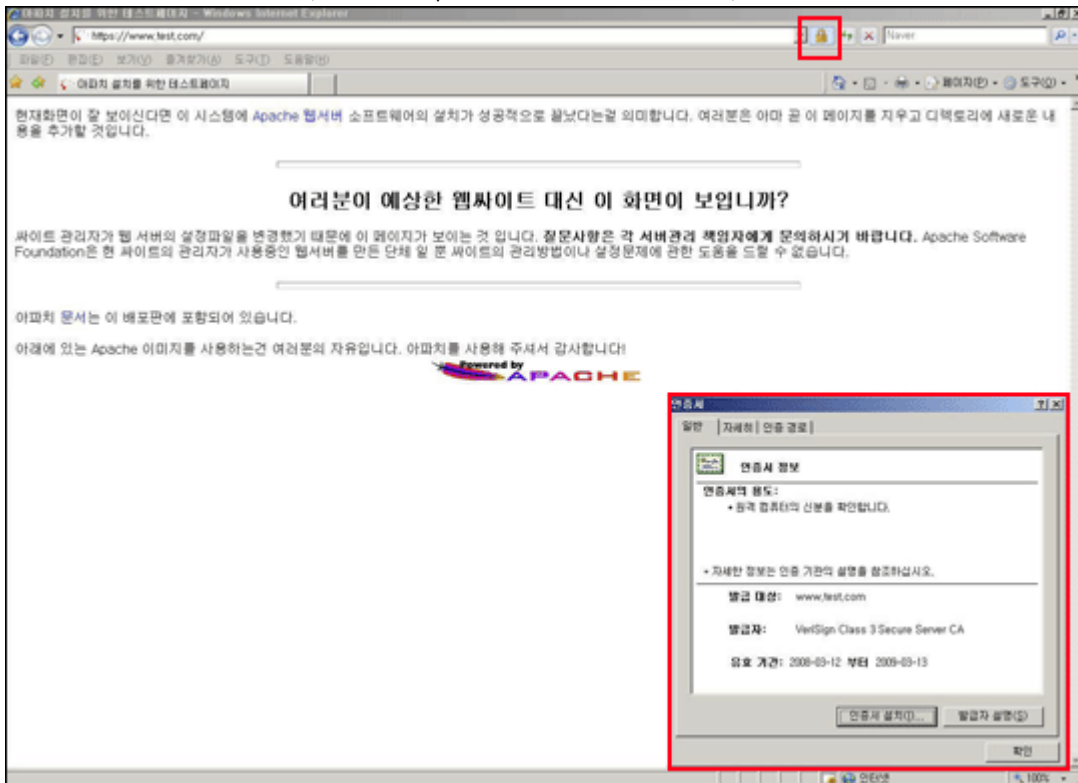 아파치 설치를 위한 테스트페이지 - Windows Internet Explorer
https://www.test.com/
Naver
파일(F) 편집(E) 보기(V) 즐겨찾기(A) 도구(T) 도움말(H)
아파치 설치를 위한 테스트페이지
페이지(P) 도구(O)
현재화면이 잘 보이신다면 이 시스템에 Apache 웹서버 소프트웨어의 설치가 성공적으로 끝났다는걸 의미합니다. 여러분은 아마 곧 이 페이지를 지우고 디렉토리에 새로운 내
용을 추가할 것입니다.
여러분이 예상한 웹싸이트 대신 이 화면이 보입니까?
싸이트 관리자가 웹 서버의 설정파일을 변경했기 때문에 이 페이지가 보이는 것 입니다. 질문사항은 각 서버관리 책임자에게 문의하시기 바랍니다. Apache Software
Foundation은 현 싸이트의 관리자가 사용중인 웹서버를 만든 단체 일 뿐 싸이트의 관리방법이나 설정문제에 관한 도움을 드릴 수 없습니다.
아파치 문서는 이 배포판에 포함되어 있습니다.
아래에 있는 Apache 이미지를 사용하는건 여러분의 자유입니다. 아파치를 사용해 주셔서 감사합니다!
Powered by
APACHE
인증서
일반 자세히 인증 경로
인증서 정보
인증서의 용도:
• 원격 컴퓨터의 신분을 확인합니다.
* 자세한 정보는 인증 기관의 설명을 참조하십시오.
발급 대상: www.test.com
발급자: VeriSign Class 3 Secure Server CA
유효 기간: 2008-03-12 부터 2009-03-13
인증서 설치(I)... 발급자 설명(S)
확인
인터넷 100%